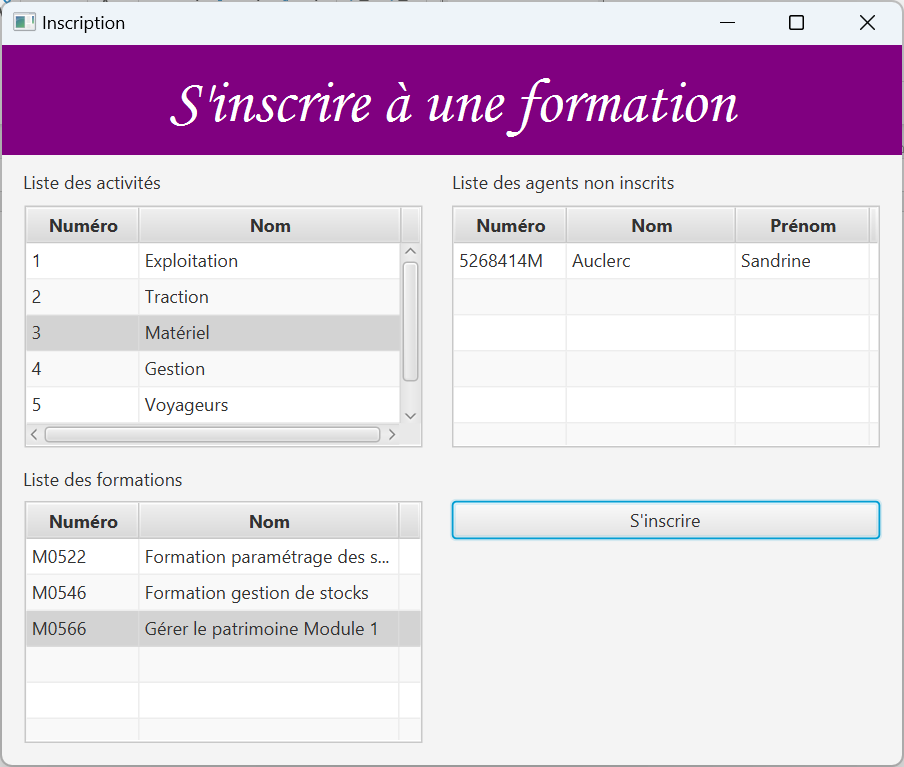 Inscription
S'inscrire à une formation
Liste des activités
Numéro Nom
1 Exploitation
2 Traction
3 Matériel
4 Gestion
5 Voyageurs
Liste des agents non inscrits
Numéro Nom Prénom
5268414M Auclerc Sandrine
Liste des formations
Numéro Nom
M0522 Formation paramétrage des s...
M0546 Formation gestion de stocks
M0566 Gérer le patrimoine Module 1
S'inscrire